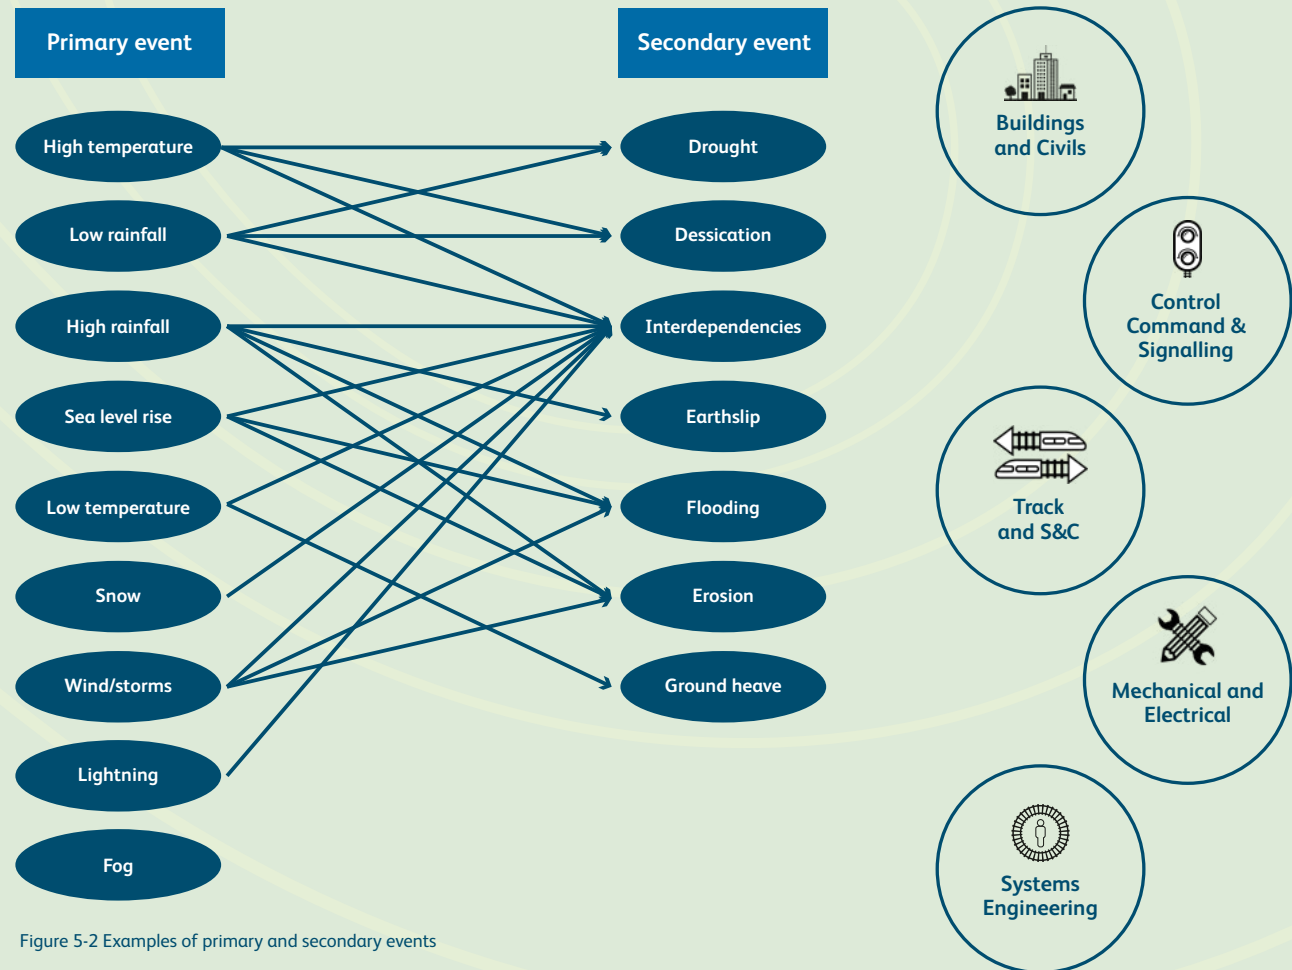 Primary event
Secondary event
High temperature
Low rainfall
High rainfall
Sea level rise
Low temperature
Snow
Wind/storms
Lightning
Fog
Drought
Dessication
Interdependencies
Earthslip
Flooding
Erosion
Ground heave
Buildings
and Civils
Control
Command &
Signalling
Track
and S&C
Mechanical and
Electrical
Systems
Engineering
Figure 5-2 Examples of primary and secondary events